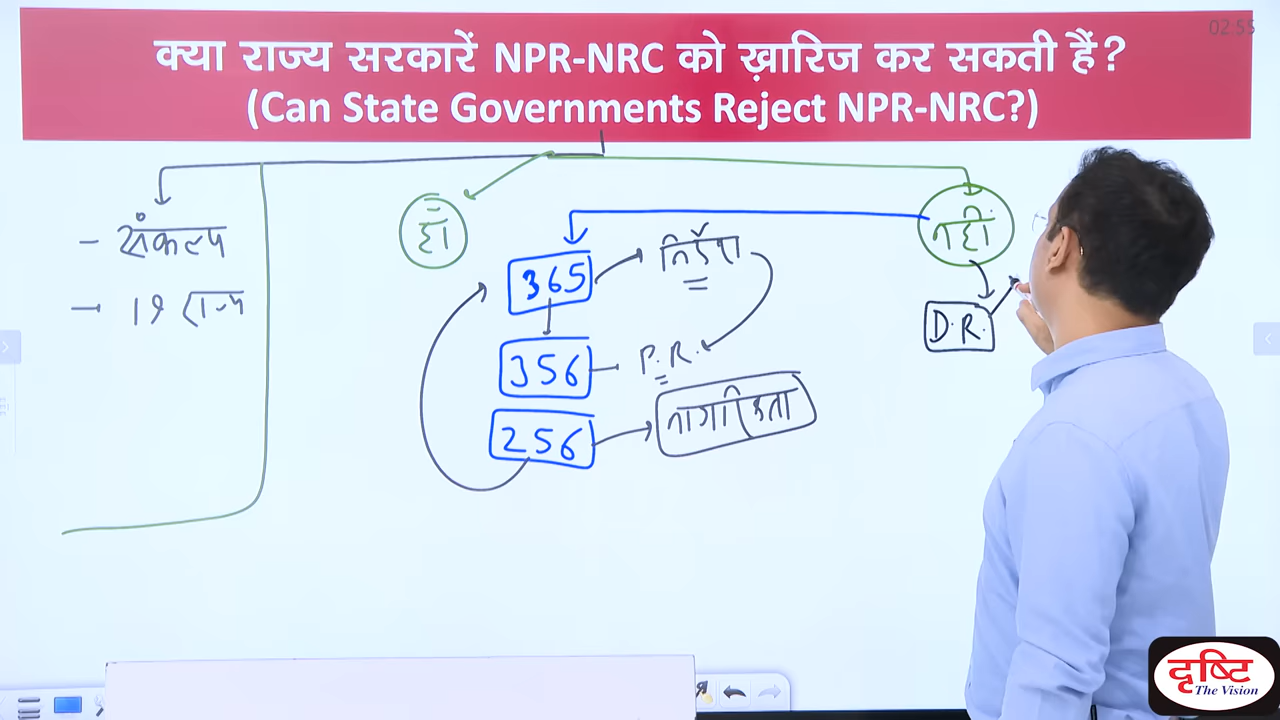 02:55
क्या राज्य सरकारें NPR-NRC को ख़ारिज कर सकती हैं?
(Can State Governments Reject NPR-NRC?)
- संकल्प
हाँ
नहीं
365
निर्देश
D.R.
356
P.R.
256
नागरिकता
दृष्टि
The Vision